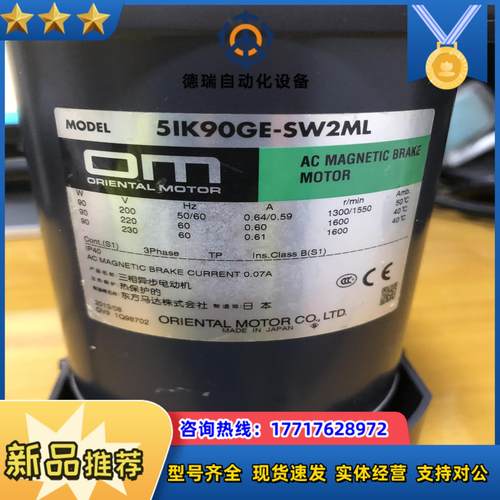 德瑞自动化设备
品质保证
MODEL 5IK90GE-SW2ML
OM
ORIENTAL MOTOR
AC MAGNETIC BRAKE
MOTOR
W V Hz A r/min Amb.
90 200 50/60 0.64/0.59 1300/1550 50℃
90 220 60 0.60 1600 40℃
90 230 60 0.61 1600 40℃
Cont.(S1) 3Phase TP Ins.Class B(S1)
IP40
AC MAGNETIC BRAKE CURRENT 0.07A
三相异步电动机
热保护的
东方马达株式会社 日本
ORIENTAL MOTOR CO., LTD.
MADE IN JAPAN
咨询热线：17717628972
新品推荐
型号齐全 现货速发 实体经营 支持对公